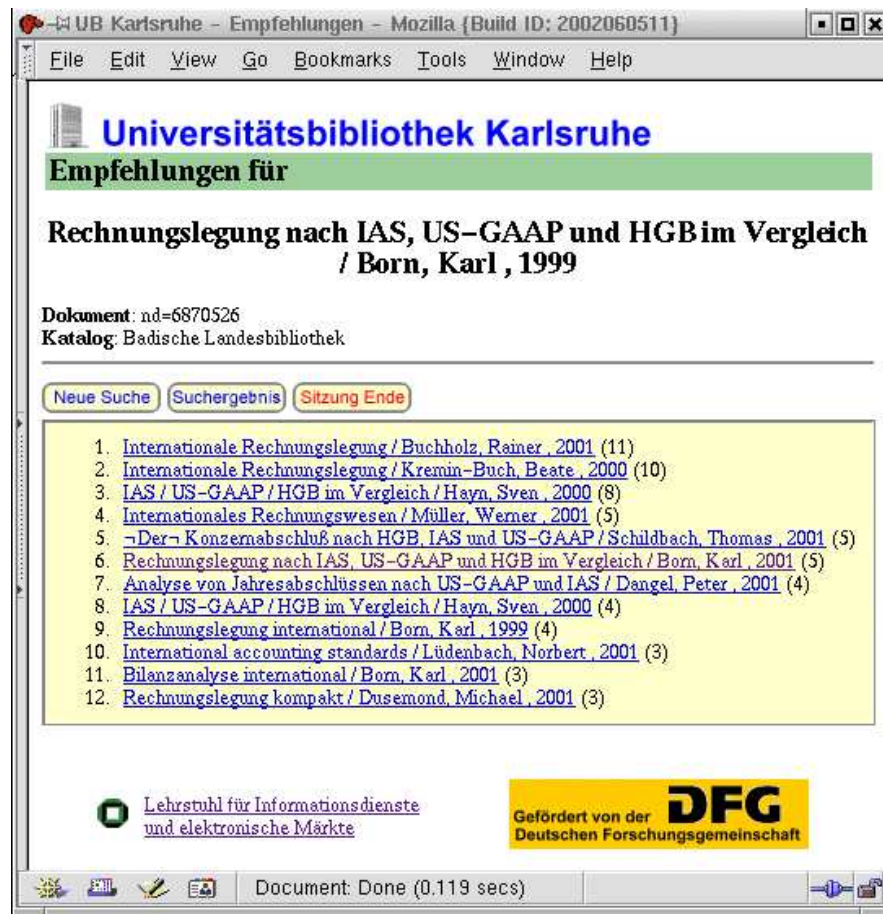 UB Karlsruhe - Empfehlungen - Mozilla {Build ID: 2002060511}
File Edit View Go Bookmarks Tools Window Help
Universitätsbibliothek Karlsruhe
Empfehlungen für
Rechnungslegung nach IAS, US-GAAP und HGB im Vergleich
/ Born, Karl , 1999
Dokument: nd=6870526
Katalog: Badische Landesbibliothek
Neue Suche Suchergebnis Sitzung Ende
1. Internationale Rechnungslegung / Buchholz, Rainer , 2001 (11)
2. Internationale Rechnungslegung / Kremin-Buch, Beate , 2000 (10)
3. IAS / US-GAAP / HGB im Vergleich / Hayn, Sven , 2000 (8)
4. Internationales Rechnungswesen / Müller, Werner , 2001 (5)
5. ¬Der¬ Konzernabschluß nach HGB, IAS und US-GAAP / Schildbach, Thomas , 2001 (5)
6. Rechnungslegung nach IAS, US-GAAP und HGB im Vergleich / Born, Karl , 2001 (5)
7. Analyse von Jahresabschlüssen nach US-GAAP und IAS / Dangel, Peter , 2001 (4)
8. IAS / US-GAAP / HGB im Vergleich / Hayn, Sven , 2000 (4)
9. Rechnungslegung international / Born, Karl , 1999 (4)
10. International accounting standards / Lüdenbach, Norbert , 2001 (3)
11. Bilanzanalyse international / Born, Karl , 2001 (3)
12. Rechnungslegung kompakt / Dusemond, Michael , 2001 (3)
Lehrstuhl für Informationsdienste
und elektronische Märkte
Gefördert von der DFG
Deutschen Forschungsgemeinschaft
Document: Done (0.119 secs)